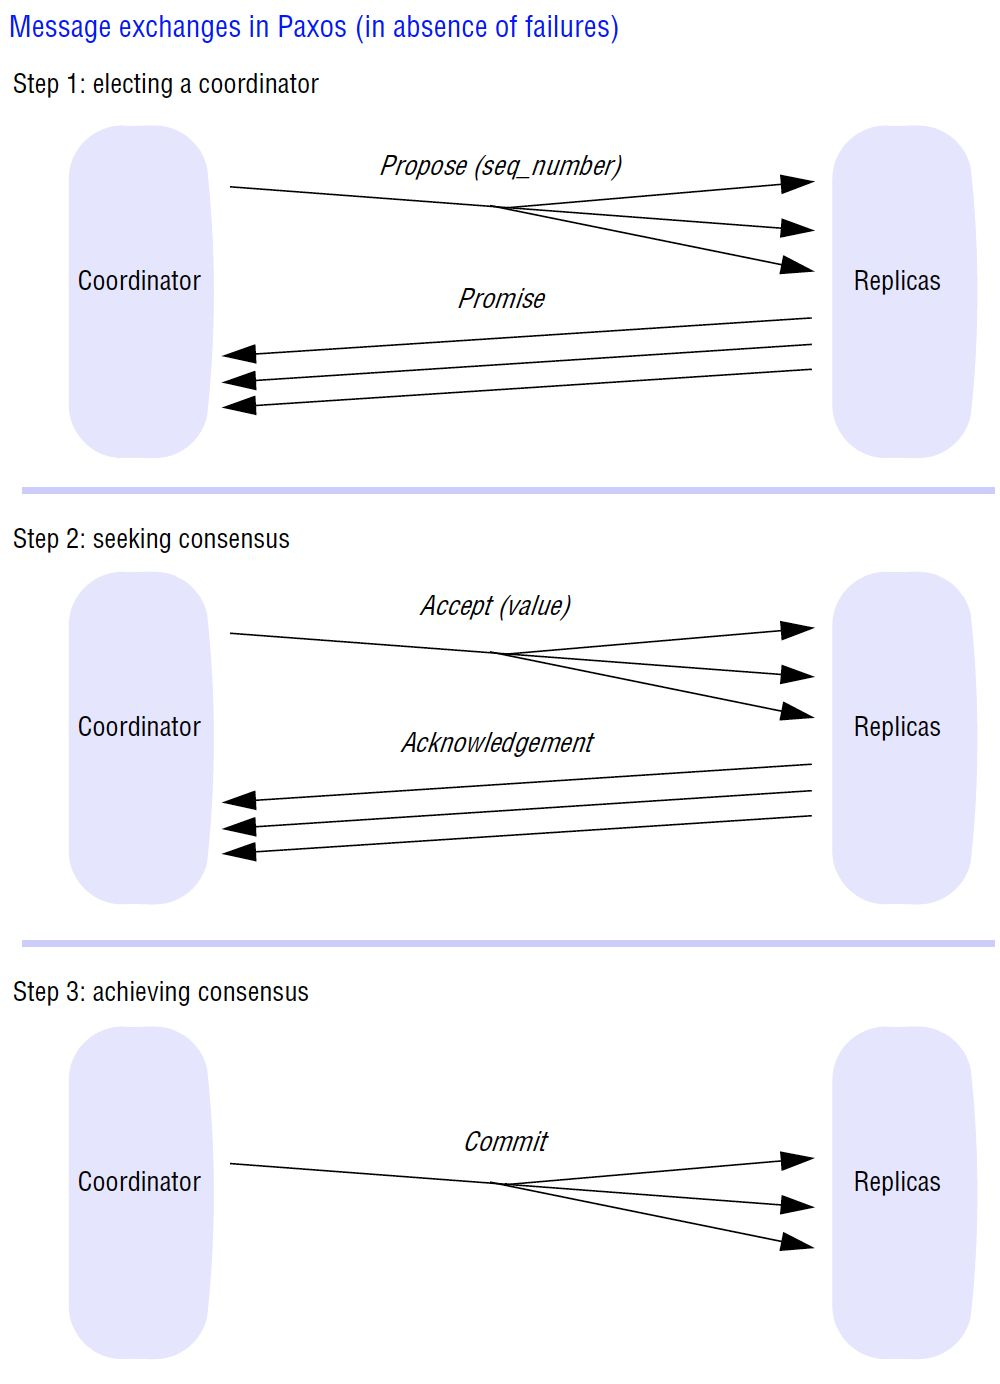 Message exchanges in Paxos (in absence of failures)
Step 1: electing a coordinator
Propose (seq_number)
Coordinator
Replicas
Promise
Step 2: seeking consensus
Accept (value)
Coordinator
Replicas
Acknowledgement
Step 3: achieving consensus
Commit
Coordinator
Replicas